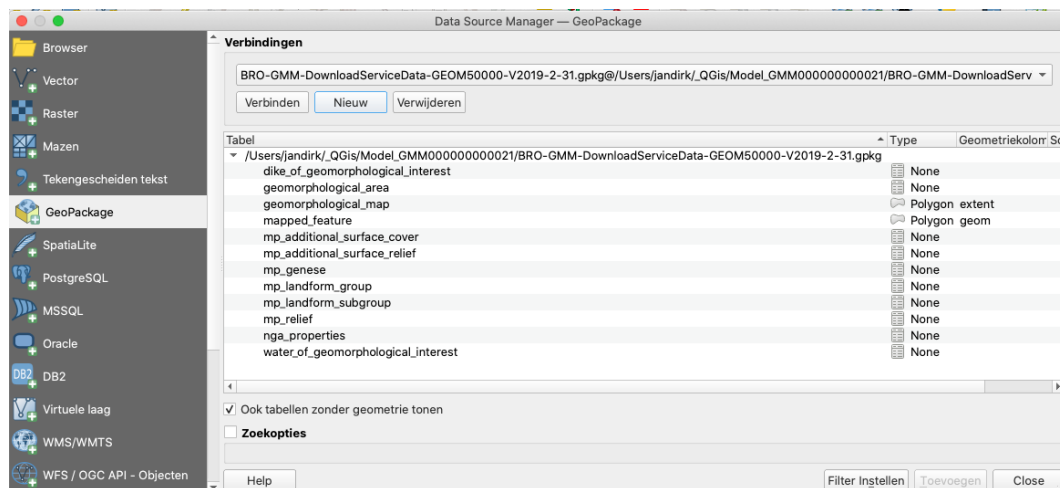 Data Source Manager — GeoPackage
Browser
Vector
Raster
Mazen
Tekengescheiden tekst
GeoPackage
SpatiaLite
PostgreSQL
MSSQL
Oracle
DB2 DB2
Virtuele laag
WMS/WMTS
WFS / OGC API - Objecten
Verbindingen
BRO-GMM-DownloadServiceData-GEOM50000-V2019-2-31.gpkg@/Users/jandirk/_QGis/Model_GMM000000000021/BRO-GMM-DownloadServ
Verbinden Nieuw Verwijderen
Tabel Type Geometriekolom Sc
/Users/jandirk/_QGis/Model_GMM000000000021/BRO-GMM-DownloadServiceData-GEOM50000-V2019-2-31.gpkg
dike_of_geomorphological_interest None
geomorphological_area None
geomorphological_map Polygon extent
mapped_feature Polygon geom
mp_additional_surface_cover None
mp_additional_surface_relief None
mp_genese None
mp_landform_group None
mp_landform_subgroup None
mp_relief None
nga_properties None
water_of_geomorphological_interest None
Ook tabellen zonder geometrie tonen
Zoekopties
Help Filter Instellen Toevoegen Close